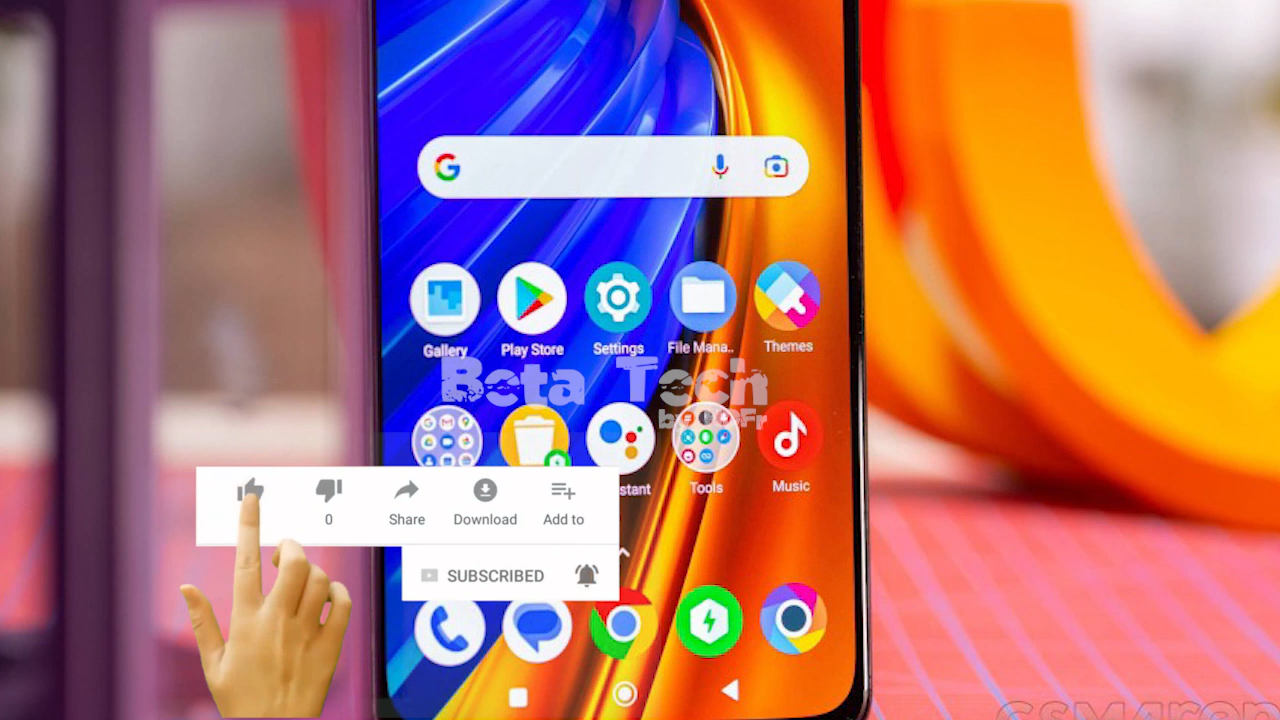 Gallery
Play Store
Settings
File Mana..
Themes
Beta Tech
Tools
Music
0
Share
Download
Add to
SUBSCRIBED